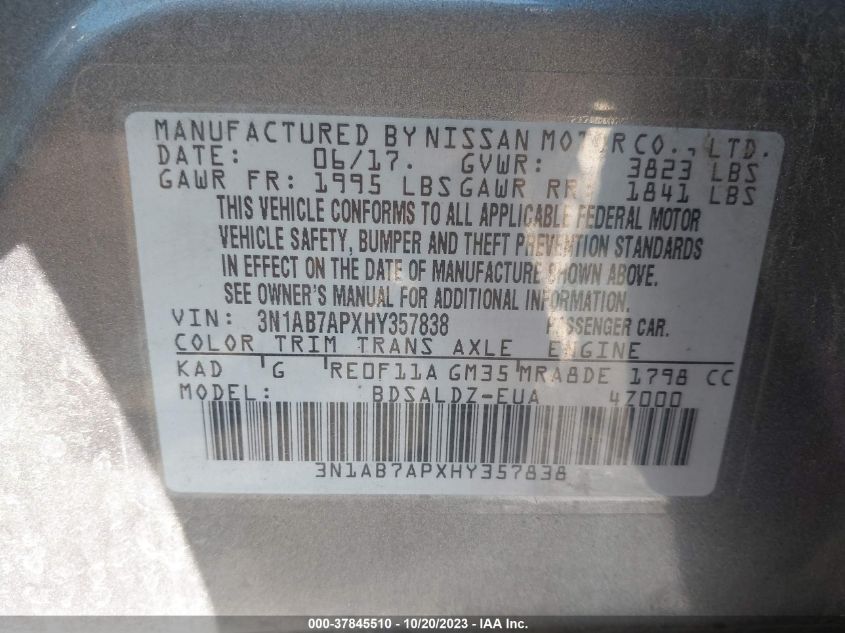 MANUFACTURED BY NISSAN MOTOR CO., LTD.
DATE: 06/17. GVWR: 3823 LBS
GAWR FR: 1995 LBS GAWR RR: 1841 LBS
THIS VEHICLE CONFORMS TO ALL APPLICABLE FEDERAL MOTOR
VEHICLE SAFETY, BUMPER AND THEFT PREVENTION STANDARDS
IN EFFECT ON THE DATE OF MANUFACTURE SHOWN ABOVE.
SEE OWNER'S MANUAL FOR ADDITIONAL INFORMATION.
VIN: 3N1AB7APXHY357838 PASSENGER CAR.
COLOR TRIM TRANS AXLE ENGINE
KAD G RE0F11A GM35 MRA8DE 1798 CC
MODEL: BDSALDZ-EUA 47000
3N1AB7APXHY357838
000-37845510 - 10/20/2023 - IAA Inc.